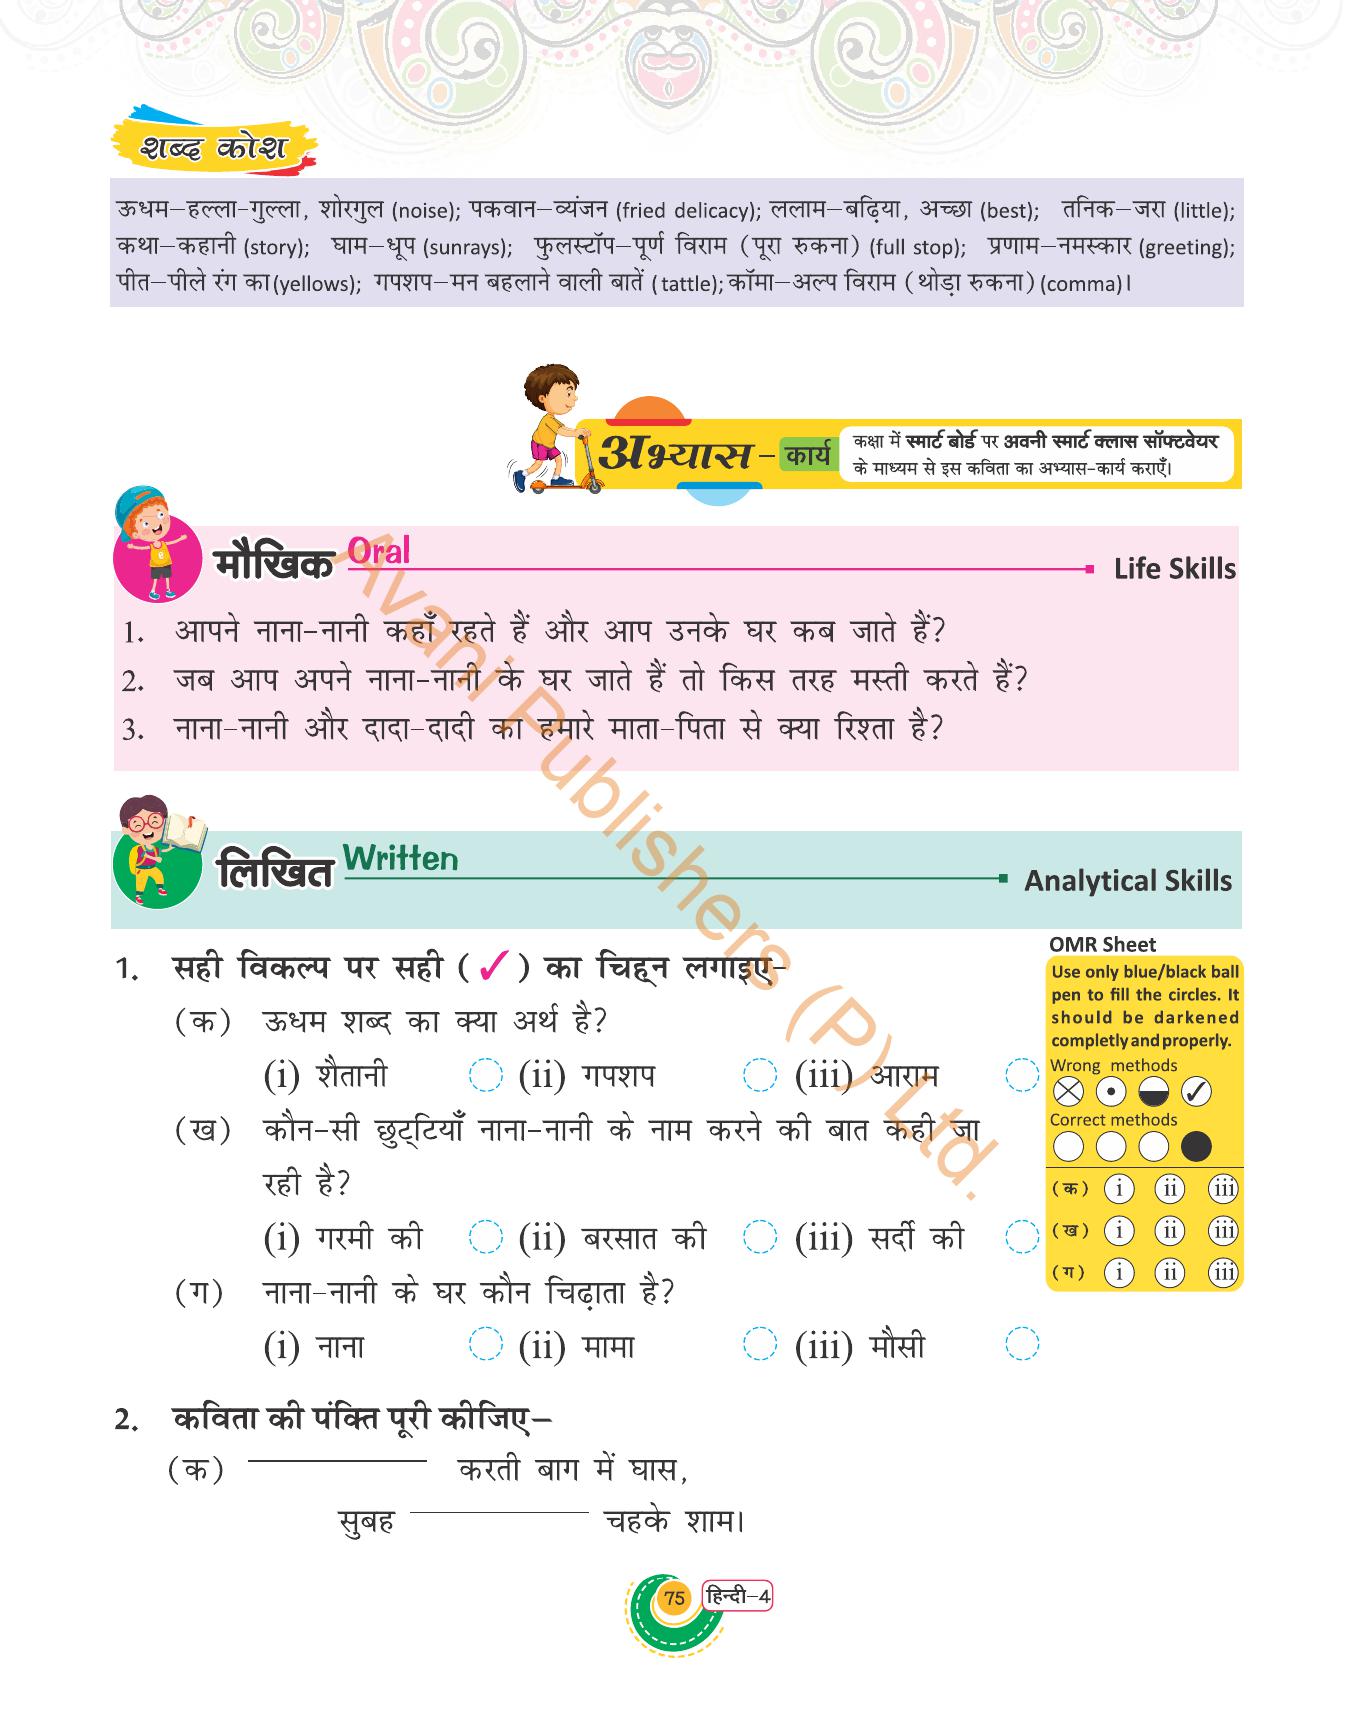 शब्द कोश
ऊधम–हल्ला-गुल्ला, शोरगुल (noise); पकवान–व्यंजन (fried delicacy); ललाम–बढ़िया, अच्छा (best); तनिक–जरा (little);
कथा–कहानी (story); घाम–धूप (sunrays); फुलस्टॉप–पूर्ण विराम (पूरा रुकना) (full stop); प्रणाम–नमस्कार (greeting);
पीत–पीले रंग का (yellows); गपशप–मन बहलाने वाली बातें (tattle); कॉमा–अल्प विराम (थोड़ा रुकना) (comma)।
अभ्यास – कार्य
कक्षा में स्मार्ट बोर्ड पर अवनी स्मार्ट क्लास सॉफ्टवेयर
के माध्यम से इस कविता का अभ्यास-कार्य कराएँ।
मौखिक Oral Life Skills
1. आपने नाना-नानी कहाँ रहते हैं और आप उनके घर कब जाते हैं?
2. जब आप अपने नाना-नानी के घर जाते हैं तो किस तरह मस्ती करते हैं?
3. नाना-नानी और दादा-दादी का हमारे माता-पिता से क्या रिश्ता है?
लिखित Written Analytical Skills
1. सही विकल्प पर सही (✓) का चिह्न लगाइए-
(क) ऊधम शब्द का क्या अर्थ है?
(i) शैतानी (ii) गपशप (iii) आराम
(ख) कौन-सी छुट्टियाँ नाना-नानी के नाम करने की बात कही जा
रही है?
(i) गरमी की (ii) बरसात की (iii) सर्दी की
(ग) नाना-नानी के घर कौन चिढ़ाता है?
(i) नाना (ii) मामा (iii) मौसी
OMR Sheet
Use only blue/black ball
pen to fill the circles. It
should be darkened
completly and properly.
Wrong methods
Correct methods
(क) i ii iii
(ख) i ii iii
(ग) i ii iii
2. कविता की पंक्ति पूरी कीजिए–
(क) ________ करती बाग में घास,
सुबह ________ चहके शाम।
75 हिन्दी-4
Avani Publishers (P) Ltd.